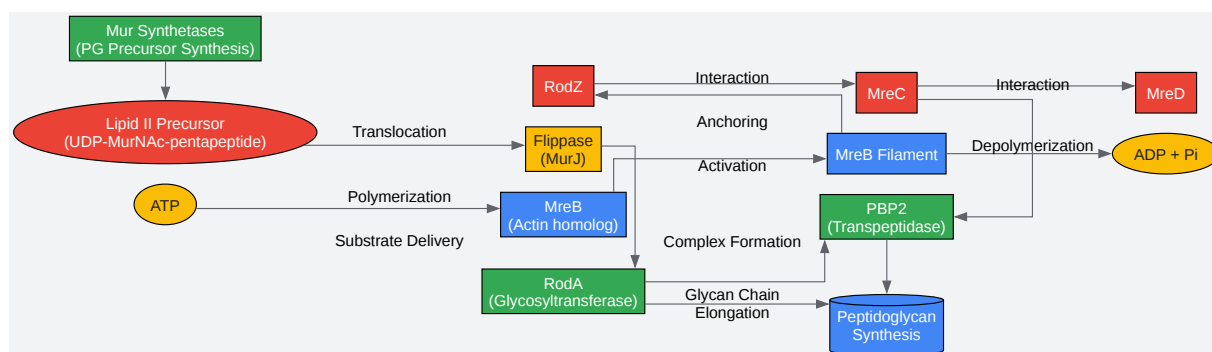 Mur Synthetases
(PG Precursor Synthesis)
RodZ
Interaction
MreC
Interaction
MreD
Lipid II Precursor
(UDP-MurNAc-pentapeptide)
Translocation
Flippase
(MurJ)
Anchoring
Activation
MreB Filament
Depolymerization
ADP + Pi
ATP
Polymerization
MreB
(Actin homolog)
PBP2
(Transpeptidase)
Substrate Delivery
Complex Formation
RodA
(Glycosyltransferase)
Glycan Chain
Elongation
Peptidoglycan
Synthesis